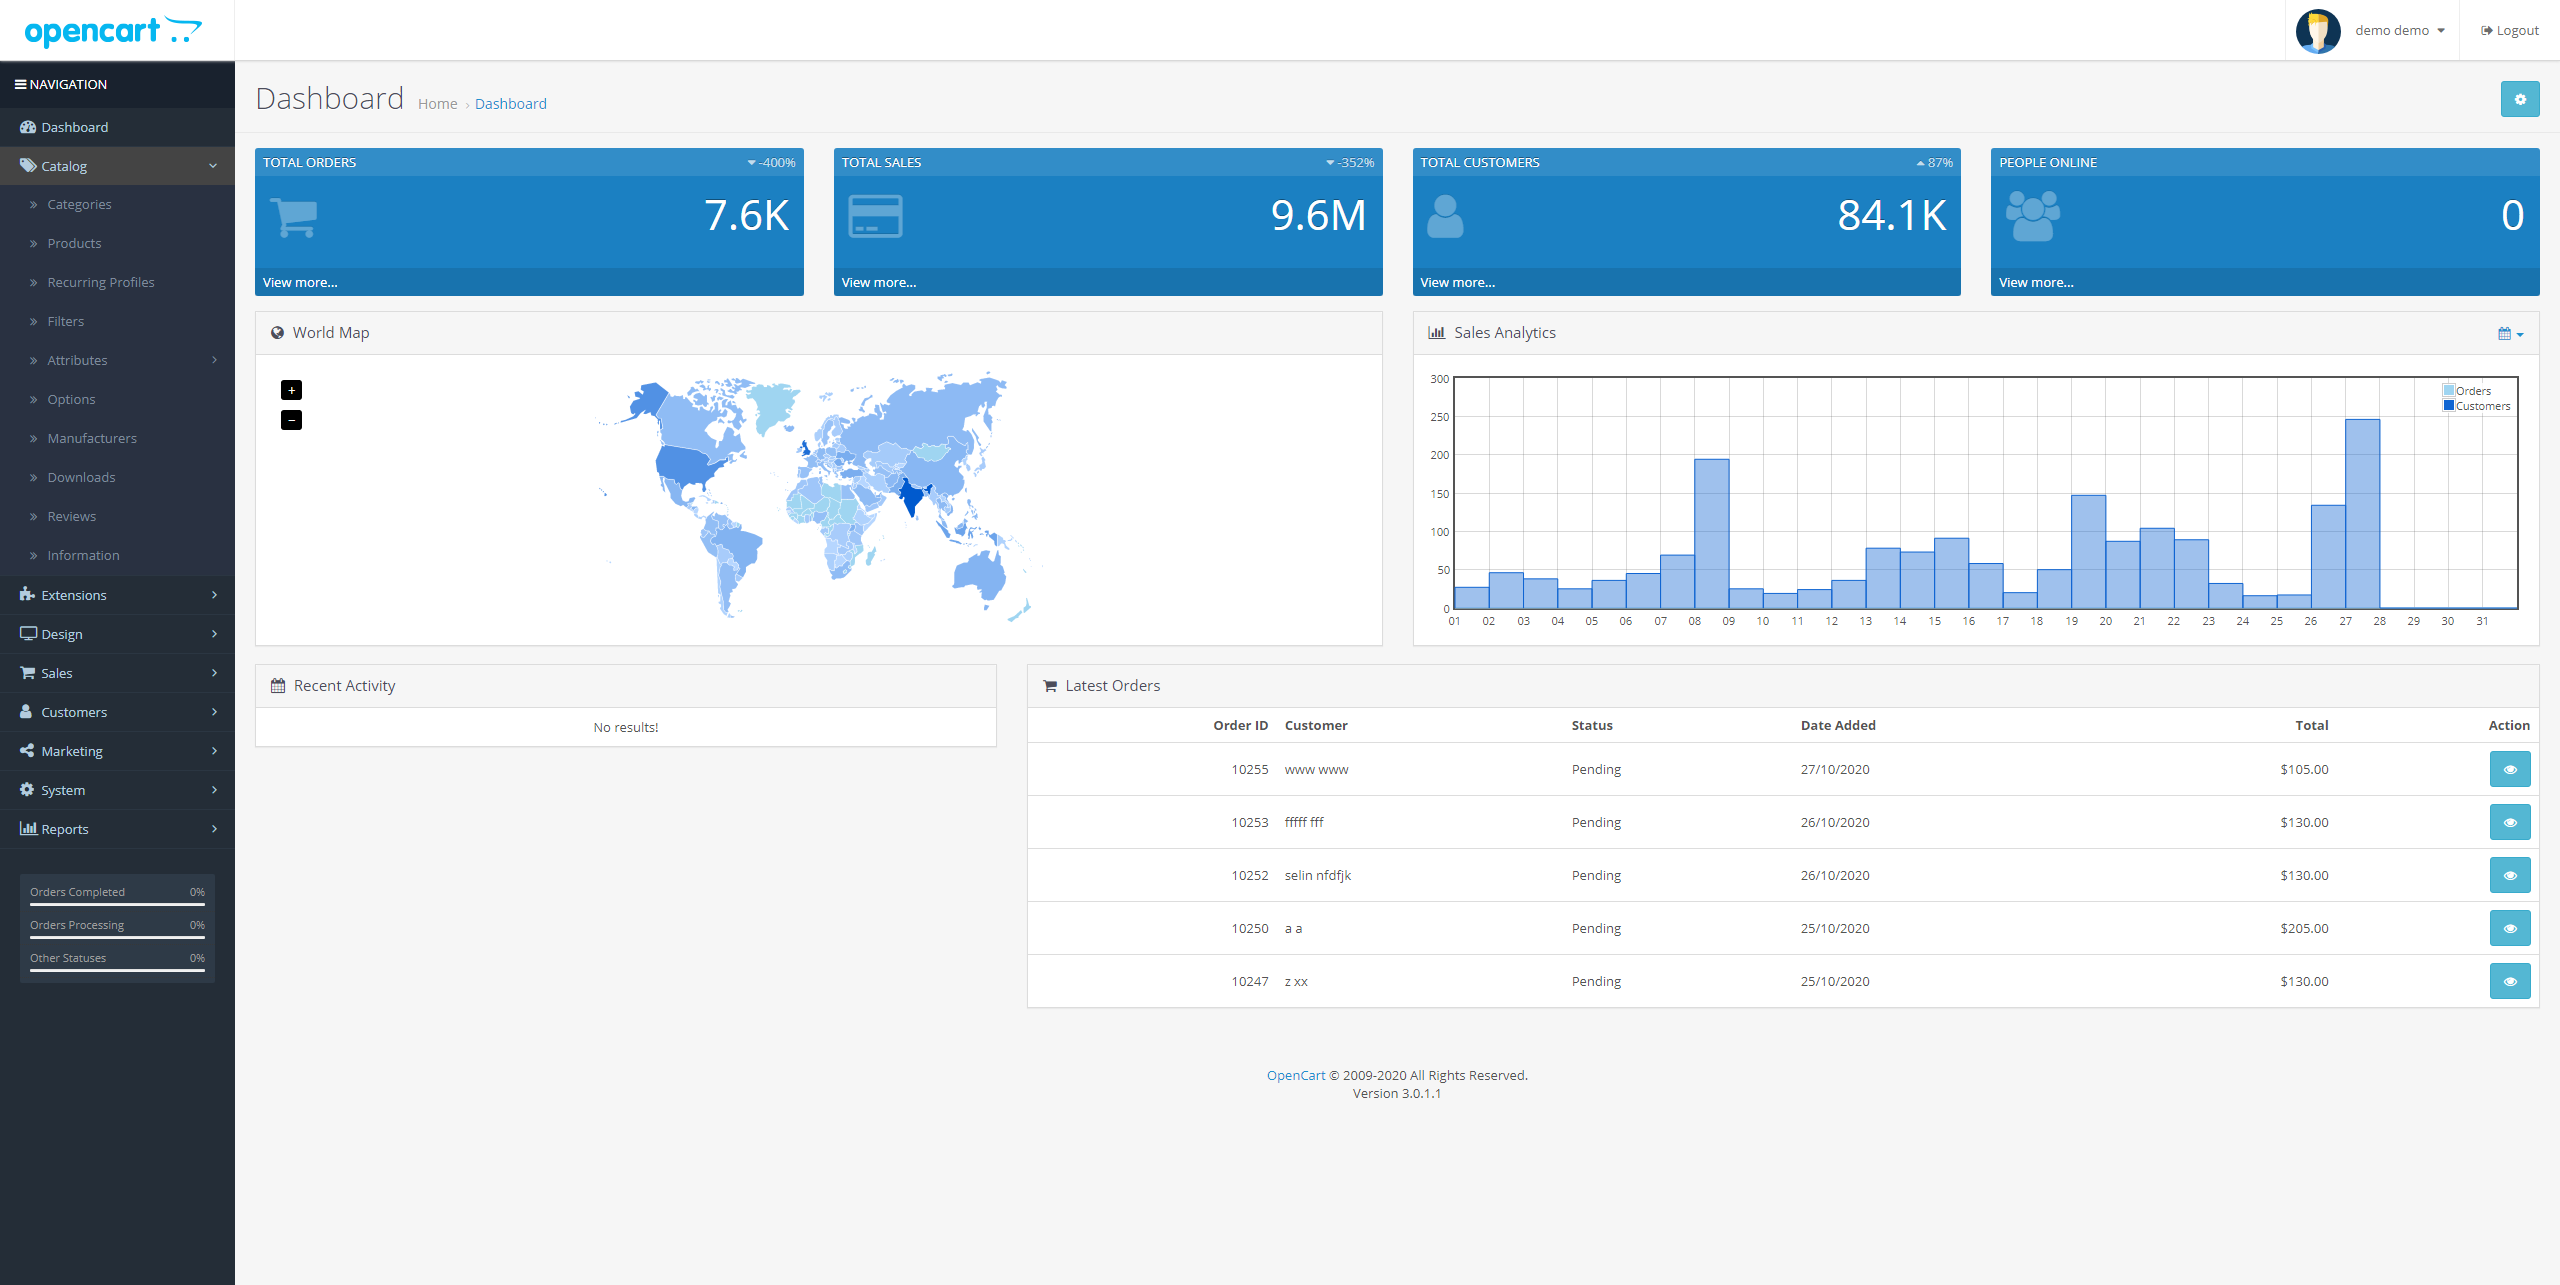 opencart
demo demo
Logout
NAVIGATION
Dashboard
Catalog
Categories
Products
Recurring Profiles
Filters
Attributes
Options
Manufacturers
Downloads
Reviews
Information
Extensions
Design
Sales
Customers
Marketing
System
Reports
Orders Completed 0%
Orders Processing 0%
Other Statuses 0%
Dashboard Home › Dashboard
TOTAL ORDERS -400%
7.6K
View more...
TOTAL SALES -352%
9.6M
View more...
TOTAL CUSTOMERS 87%
84.1K
View more...
PEOPLE ONLINE
0
View more...
World Map
+
−
Sales Analytics
300
250
200
150
100
50
0
Orders
Customers
01 02 03 04 05 06 07 08 09 10 11 12 13 14 15 16 17 18 19 20 21 22 23 24 25 26 27 28 29 30 31
Recent Activity
No results!
Latest Orders
Order ID Customer Status Date Added Total Action
10255 www www Pending 27/10/2020 $105.00
10253 fffff fff Pending 26/10/2020 $130.00
10252 selin nfdfjk Pending 26/10/2020 $130.00
10250 a a Pending 25/10/2020 $205.00
10247 z xx Pending 25/10/2020 $130.00
OpenCart © 2009-2020 All Rights Reserved.
Version 3.0.1.1